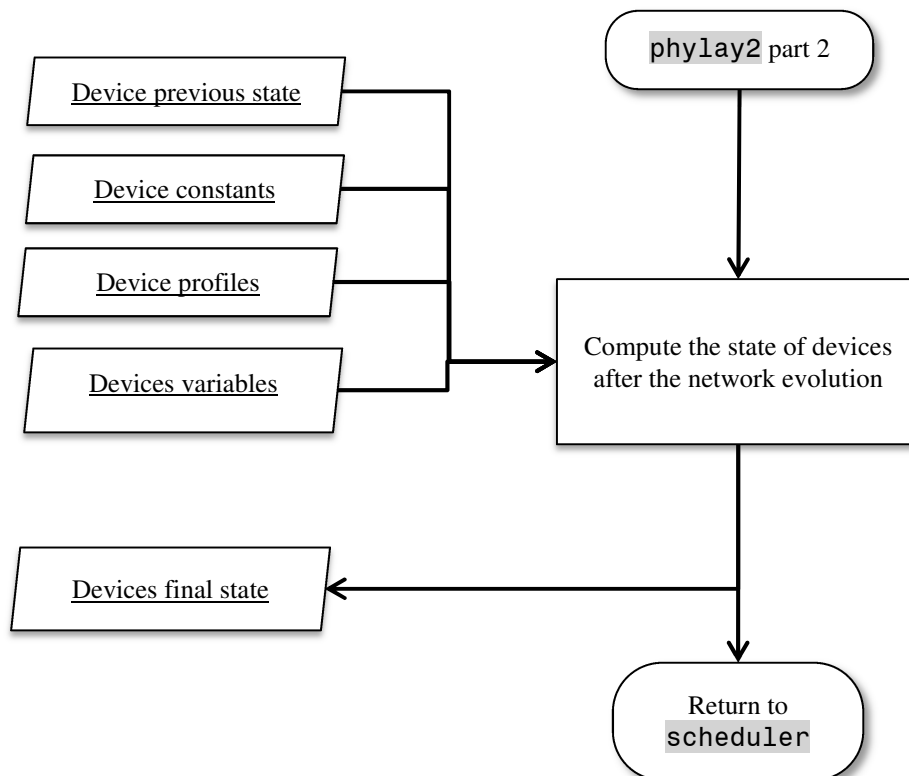 phylay2 part 2
Device previous state
Device constants
Device profiles
Devices variables
Compute the state of devices
after the network evolution
Devices final state
Return to
scheduler